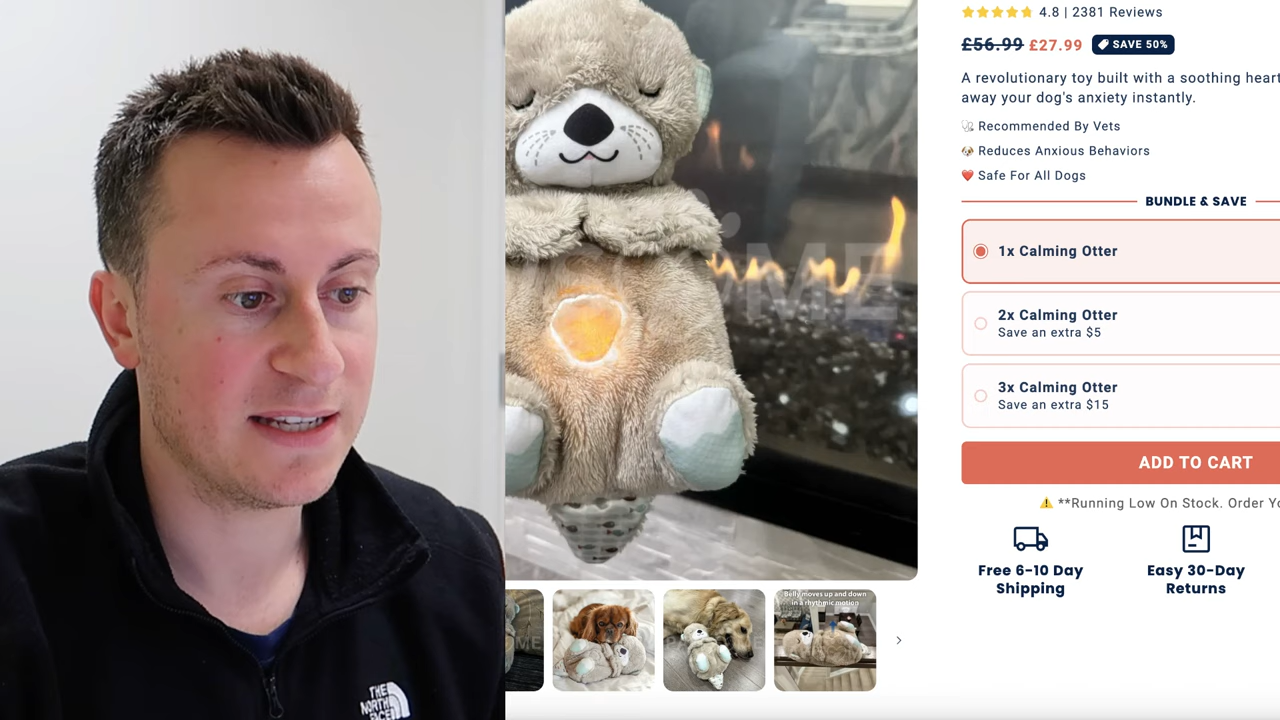 4.8 | 2381 Reviews
£56.99 £27.99 SAVE 50%
A revolutionary toy built with a soothing heart
away your dog's anxiety instantly.
Recommended By Vets
Reduces Anxious Behaviors
Safe For All Dogs
BUNDLE & SAVE
1x Calming Otter
2x Calming Otter
Save an extra $5
3x Calming Otter
Save an extra $15
ADD TO CART
**Running Low On Stock. Order Yo
Free 6-10 Day
Shipping
Easy 30-Day
Returns
Belly moves up and down
in a rhythmic motion
THE
NORTH
FACE